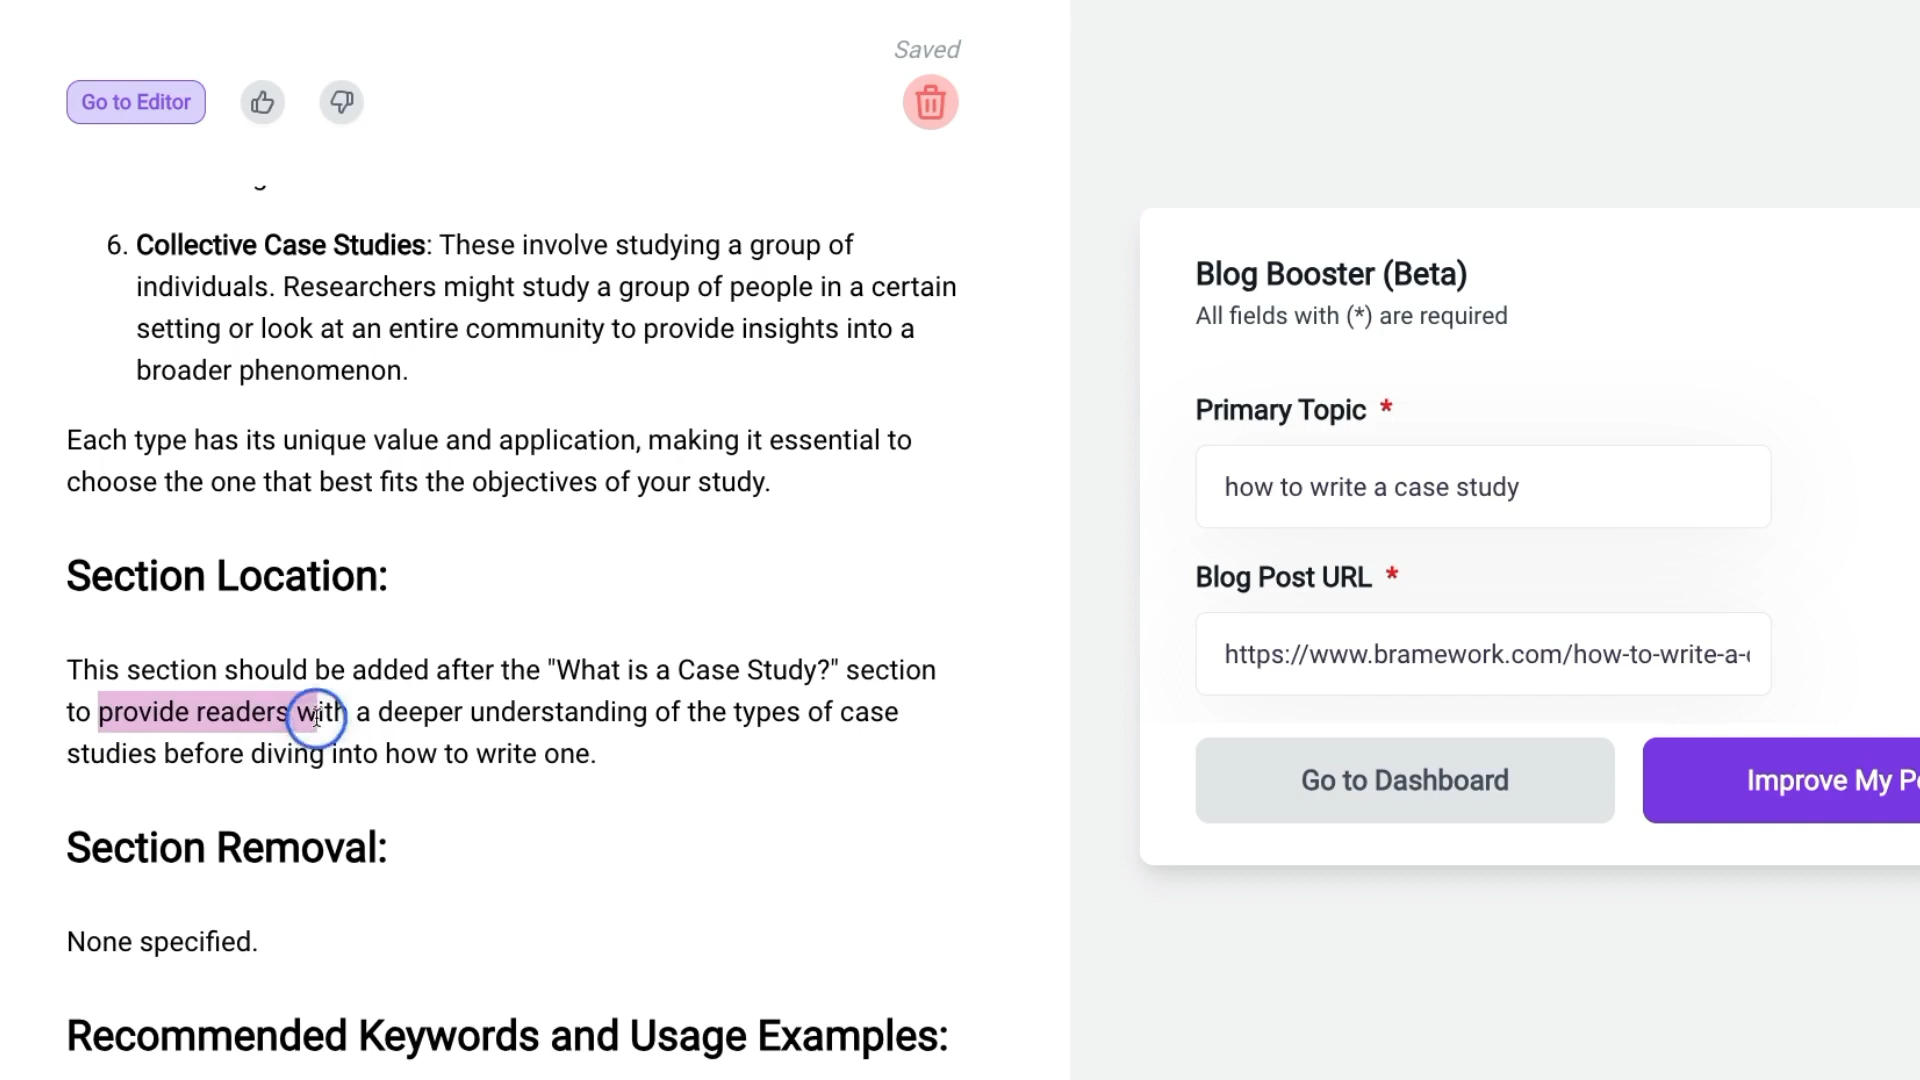 Saved
Go to Editor
6. Collective Case Studies: These involve studying a group of
individuals. Researchers might study a group of people in a certain
setting or look at an entire community to provide insights into a
broader phenomenon.
Each type has its unique value and application, making it essential to
choose the one that best fits the objectives of your study.
Section Location:
This section should be added after the "What is a Case Study?" section
to provide readers with a deeper understanding of the types of case
studies before diving into how to write one.
Section Removal:
None specified.
Recommended Keywords and Usage Examples:
Blog Booster (Beta)
All fields with (*) are required
Primary Topic *
how to write a case study
Blog Post URL *
https://www.bramework.com/how-to-write-a-
Go to Dashboard
Improve My P